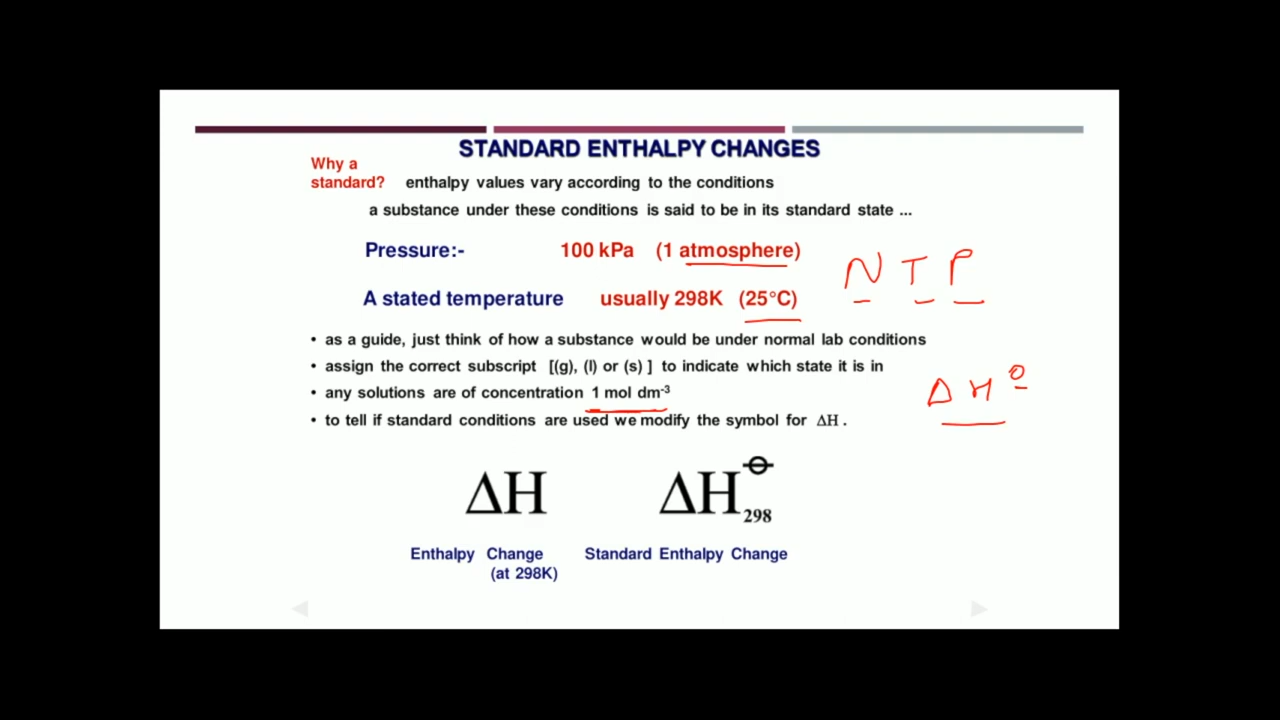 STANDARD ENTHALPY CHANGES
Why a
standard? enthalpy values vary according to the conditions
a substance under these conditions is said to be in its standard state ...
Pressure:- 100 kPa (1 atmosphere)
N T P
A stated temperature usually 298K (25°C)
• as a guide, just think of how a substance would be under normal lab conditions
• assign the correct subscript [(g), (l) or (s) ] to indicate which state it is in
• any solutions are of concentration 1 mol dm⁻³
ΔH°
• to tell if standard conditions are used we modify the symbol for ΔH .
ΔH ΔH⦵298
Enthalpy Change Standard Enthalpy Change
(at 298K)